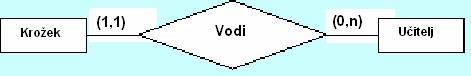 Krožek (1,1) Vodi (0,n) Učitelj